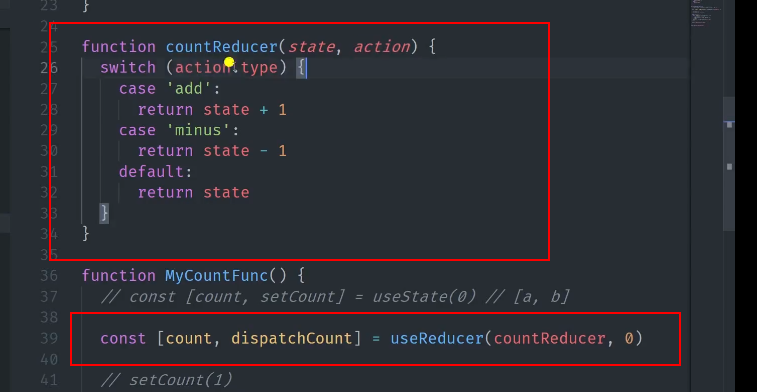 23 }
24
25 function countReducer(state, action) {
26 switch (action.type) {
27 case 'add':
28 return state + 1
29 case 'minus':
30 return state - 1
31 default:
32 return state
33 }
34 }
35
36 function MyCountFunc() {
37 // const [count, setCount] = useState(0) // [a, b]
38
39 const [count, dispatchCount] = useReducer(countReducer, 0)
40
41 // setCount(1)